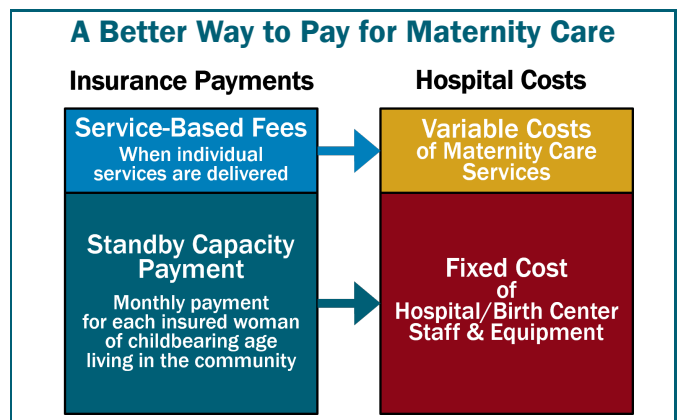 A Better Way to Pay for Maternity Care
Insurance Payments
Hospital Costs
Service-Based Fees
When individual
services are delivered
Variable Costs
of Maternity Care
Services
Standby Capacity
Payment
Monthly payment
for each insured woman
of childbearing age
living in the community
Fixed Cost
of
Hospital/Birth Center
Staff & Equipment